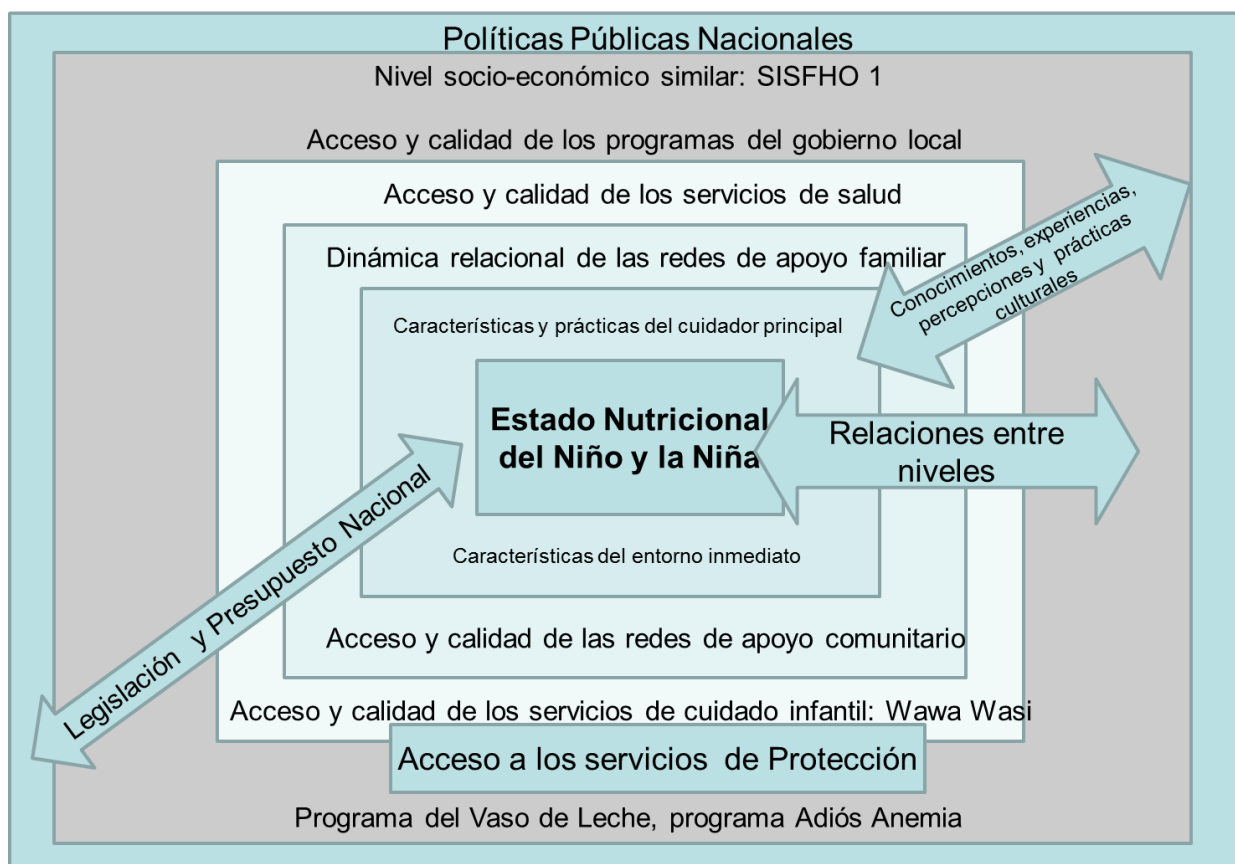 Políticas Públicas Nacionales
Nivel socio-económico similar: SISFHO 1
Acceso y calidad de los programas del gobierno local
Acceso y calidad de los servicios de salud
Dinámica relacional de las redes de apoyo familiar
Características y prácticas del cuidador principal
Estado Nutricional
del Niño y la Niña
Conocimientos, experiencias,
percepciones y prácticas
culturales
Relaciones entre
niveles
Legislación y Presupuesto Nacional
Características del entorno inmediato
Acceso y calidad de las redes de apoyo comunitario
Acceso y calidad de los servicios de cuidado infantil: Wawa Wasi
Acceso a los servicios de Protección
Programa del Vaso de Leche, programa Adiós Anemia